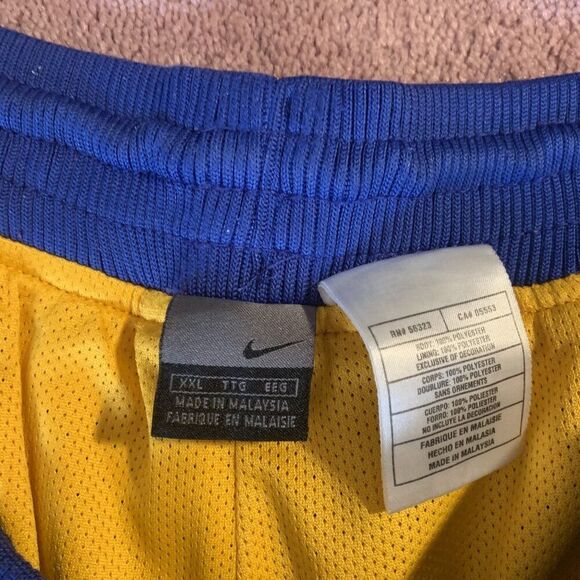 XXL TTG EEG
MADE IN MALAYSIA
FABRIQUE EN MALAISIE
RN# 56323 CA# 05553
BODY: 100% POLYESTER
LINING: 100% POLYESTER
EXCLUSIVE OF DECORATION
CORPS: 100% POLYESTER
DOUBLURE: 100% POLYESTER
SANS ORNEMENTS
CUERPO: 100% POLIESTER
FORRO: 100% POLIESTER
NO INCLUYE LA DECORACION
FABRIQUE EN MALAISIE
HECHO EN MALASIA
MADE IN MALAYSIA